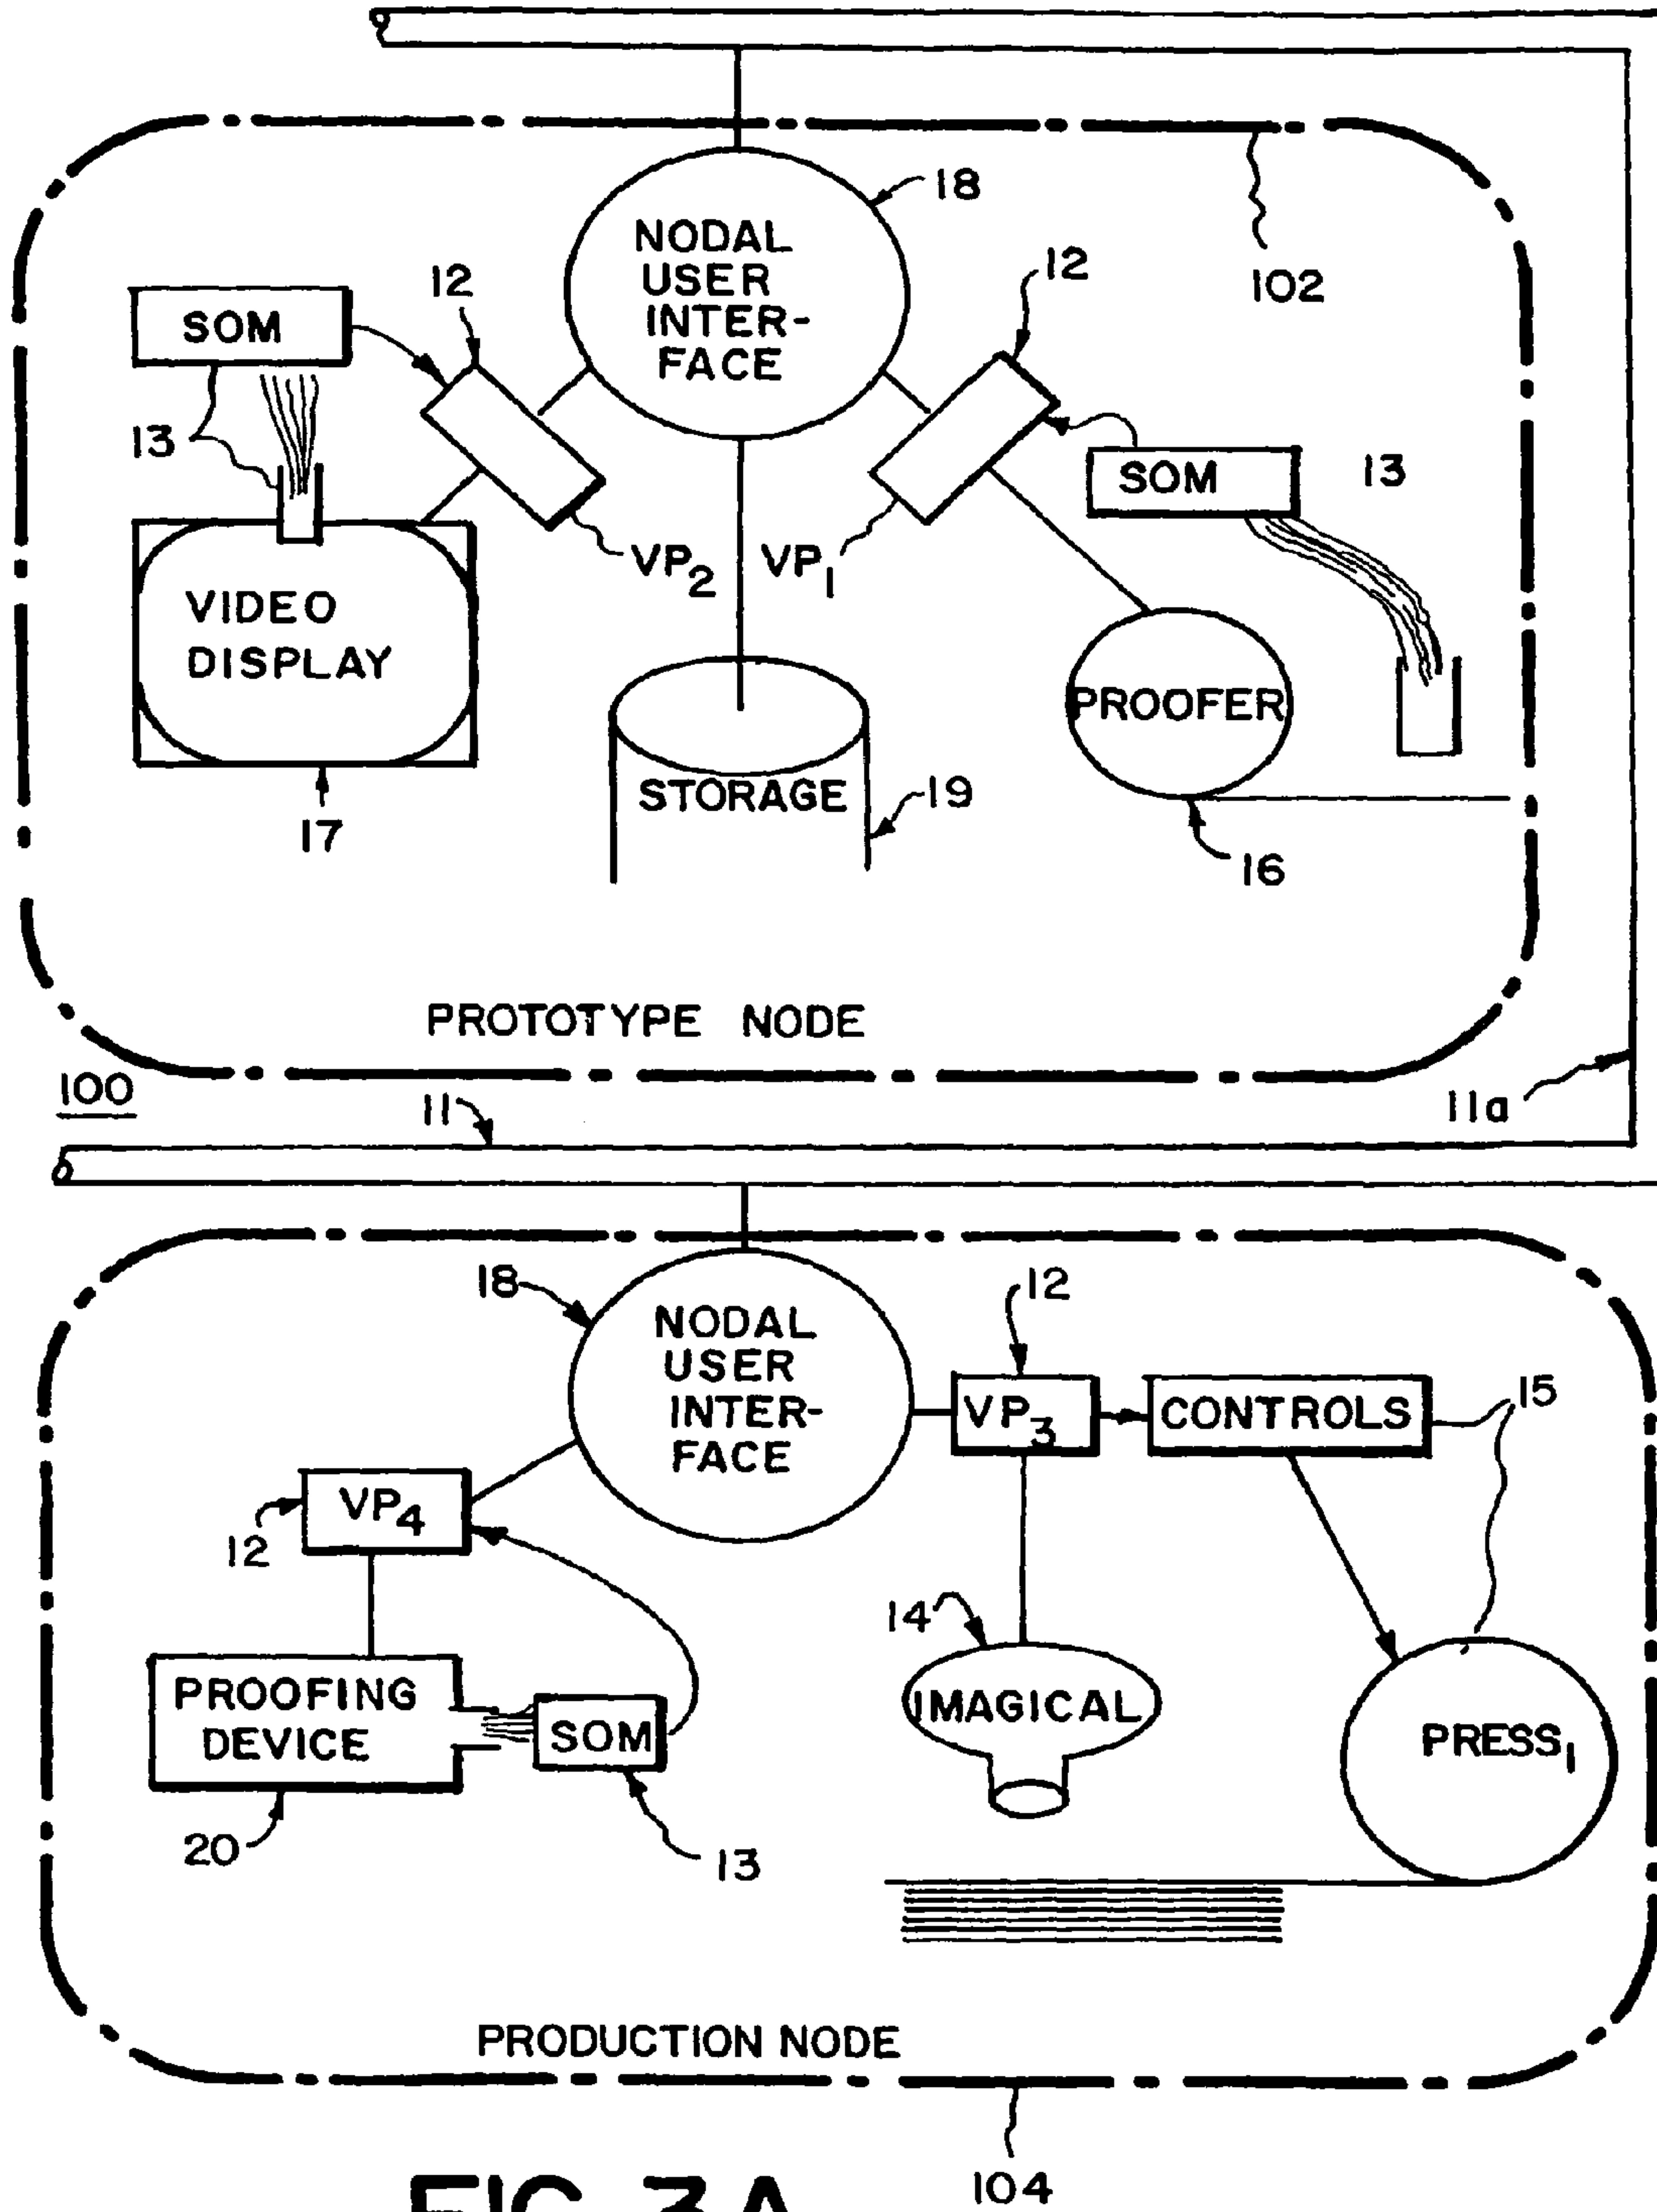 18
NODAL
USER
INTER-
FACE
102
12
12
SOM
13
SOM
13
VP2
VP1
VIDEO
DISPLAY
PROOFER
STORAGE
19
17
16
PROTOTYPE NODE
100
11
11a
18
NODAL
USER
INTER-
FACE
12
VP3
CONTROLS
15
VP4
12
14
IMAGICAL
PROOFING
DEVICE
SOM
PRESS1
20
13
PRODUCTION NODE
104
FIG. 3A